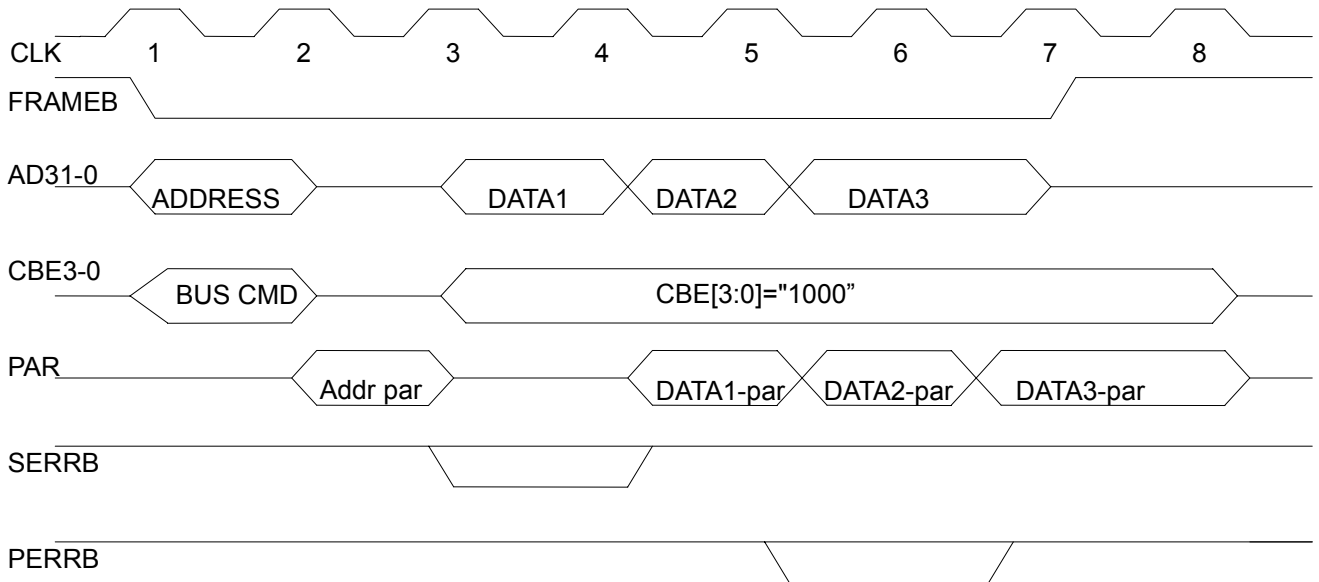 CLK 1 2 3 4 5 6 7 8
FRAMEB
AD31-0 ADDRESS DATA1 DATA2 DATA3
CBE3-0 BUS CMD CBE[3:0]="1000”
PAR Addr par DATA1-par DATA2-par DATA3-par
SERRB
PERRB